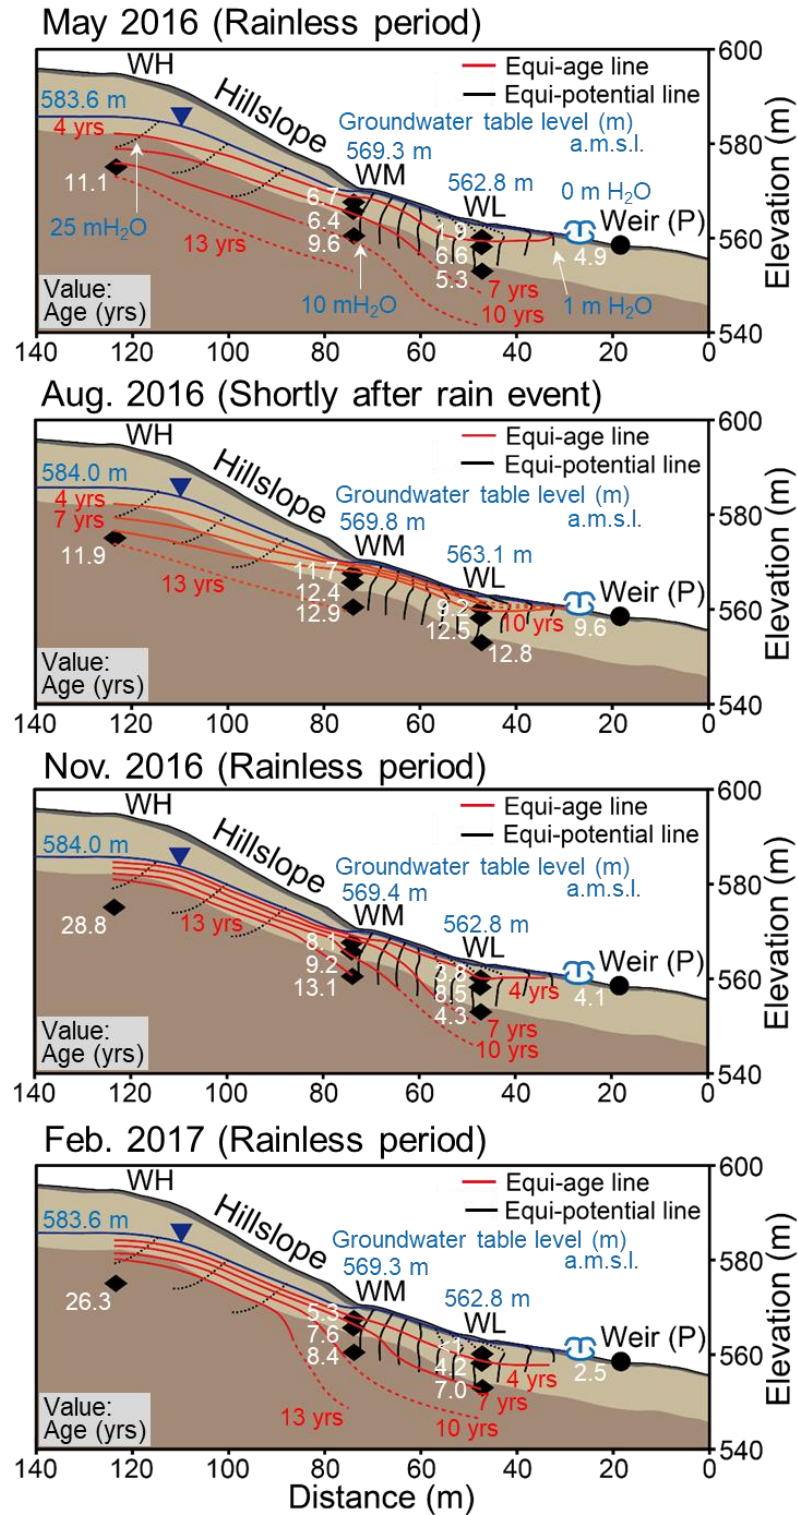 May 2016 (Rainless period)
WH
Hillslope
583.6 m
4 yrs
11.1
25 mH₂O
13 yrs
Equi-age line
Equi-potential line
Groundwater table level (m)
a.m.s.l.
569.3 m
WM
562.8 m
WL
0 m H₂O
Weir (P)
6.7
6.4
9.6
1.9
6.6
5.3
4.9
7 yrs
10 yrs
10 mH₂O
1 m H₂O
Value:
Age (yrs)
600
580
560
540
Elevation (m)
140 120 100 80 60 40 20 0
Aug. 2016 (Shortly after rain event)
WH
Hillslope
584.0 m
4 yrs
7 yrs
11.9
13 yrs
Equi-age line
Equi-potential line
Groundwater table level (m)
a.m.s.l.
569.8 m
WM
563.1 m
WL
Weir (P)
11.7
12.4
12.9
9.2
12.5
12.8
10 yrs
9.6
Value:
Age (yrs)
600
580
560
540
Elevation (m)
140 120 100 80 60 40 20 0
Nov. 2016 (Rainless period)
WH
Hillslope
584.0 m
28.8
13 yrs
Equi-age line
Equi-potential line
Groundwater table level (m)
a.m.s.l.
569.4 m
WM
562.8 m
WL
Weir (P)
8.1
9.2
13.1
3.8
8.5
4.3
4.1
4 yrs
7 yrs
10 yrs
Value:
Age (yrs)
600
580
560
540
Elevation (m)
140 120 100 80 60 40 20 0
Feb. 2017 (Rainless period)
WH
Hillslope
583.6 m
26.3
13 yrs
Equi-age line
Equi-potential line
Groundwater table level (m)
a.m.s.l.
569.3 m
WM
562.8 m
WL
Weir (P)
5.3
7.6
8.4
4.2
7.0
2.5
4 yrs
7 yrs
10 yrs
Value:
Age (yrs)
600
580
560
540
Elevation (m)
140 120 100 80 60 40 20 0
Distance (m)